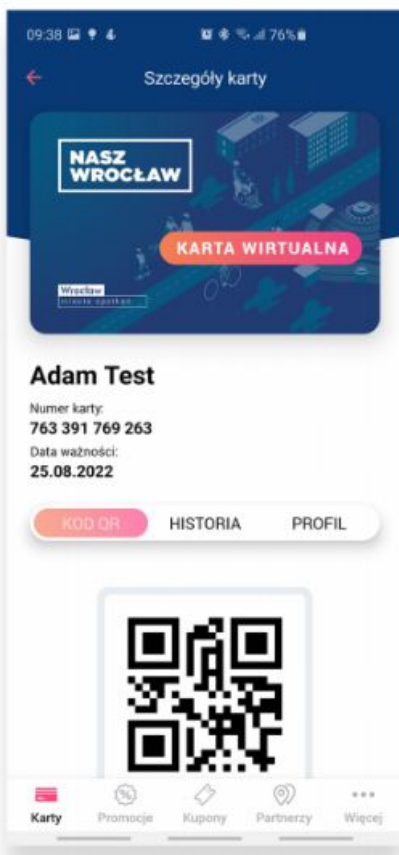 09:38 76%
Szczegóły karty
NASZ
WROCŁAW
KARTA WIRTUALNA
Wrocław
miasto spotkań
Adam Test
Numer karty:
763 391 769 263
Data ważności:
25.08.2022
KOD QR HISTORIA PROFIL
Karty Promocje Kupony Partnerzy Więcej